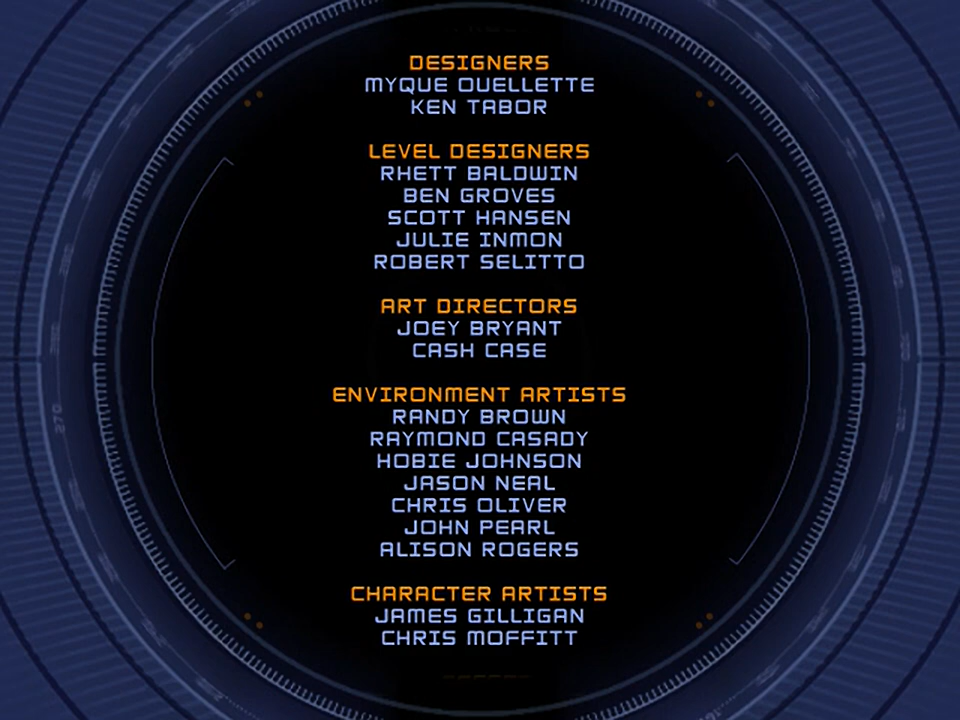 DESIGNERS
MYQUE OUELLETTE
KEN TABOR
LEVEL DESIGNERS
RHETT BALDWIN
BEN GROVES
SCOTT HANSEN
JULIE INMON
ROBERT SELITTO
ART DIRECTORS
JOEY BRYANT
CASH CASE
ENVIRONMENT ARTISTS
RANDY BROWN
RAYMOND CASADY
HOBIE JOHNSON
JASON NEAL
CHRIS OLIVER
JOHN PEARL
ALISON ROGERS
CHARACTER ARTISTS
JAMES GILLIGAN
CHRIS MOFFITT
270